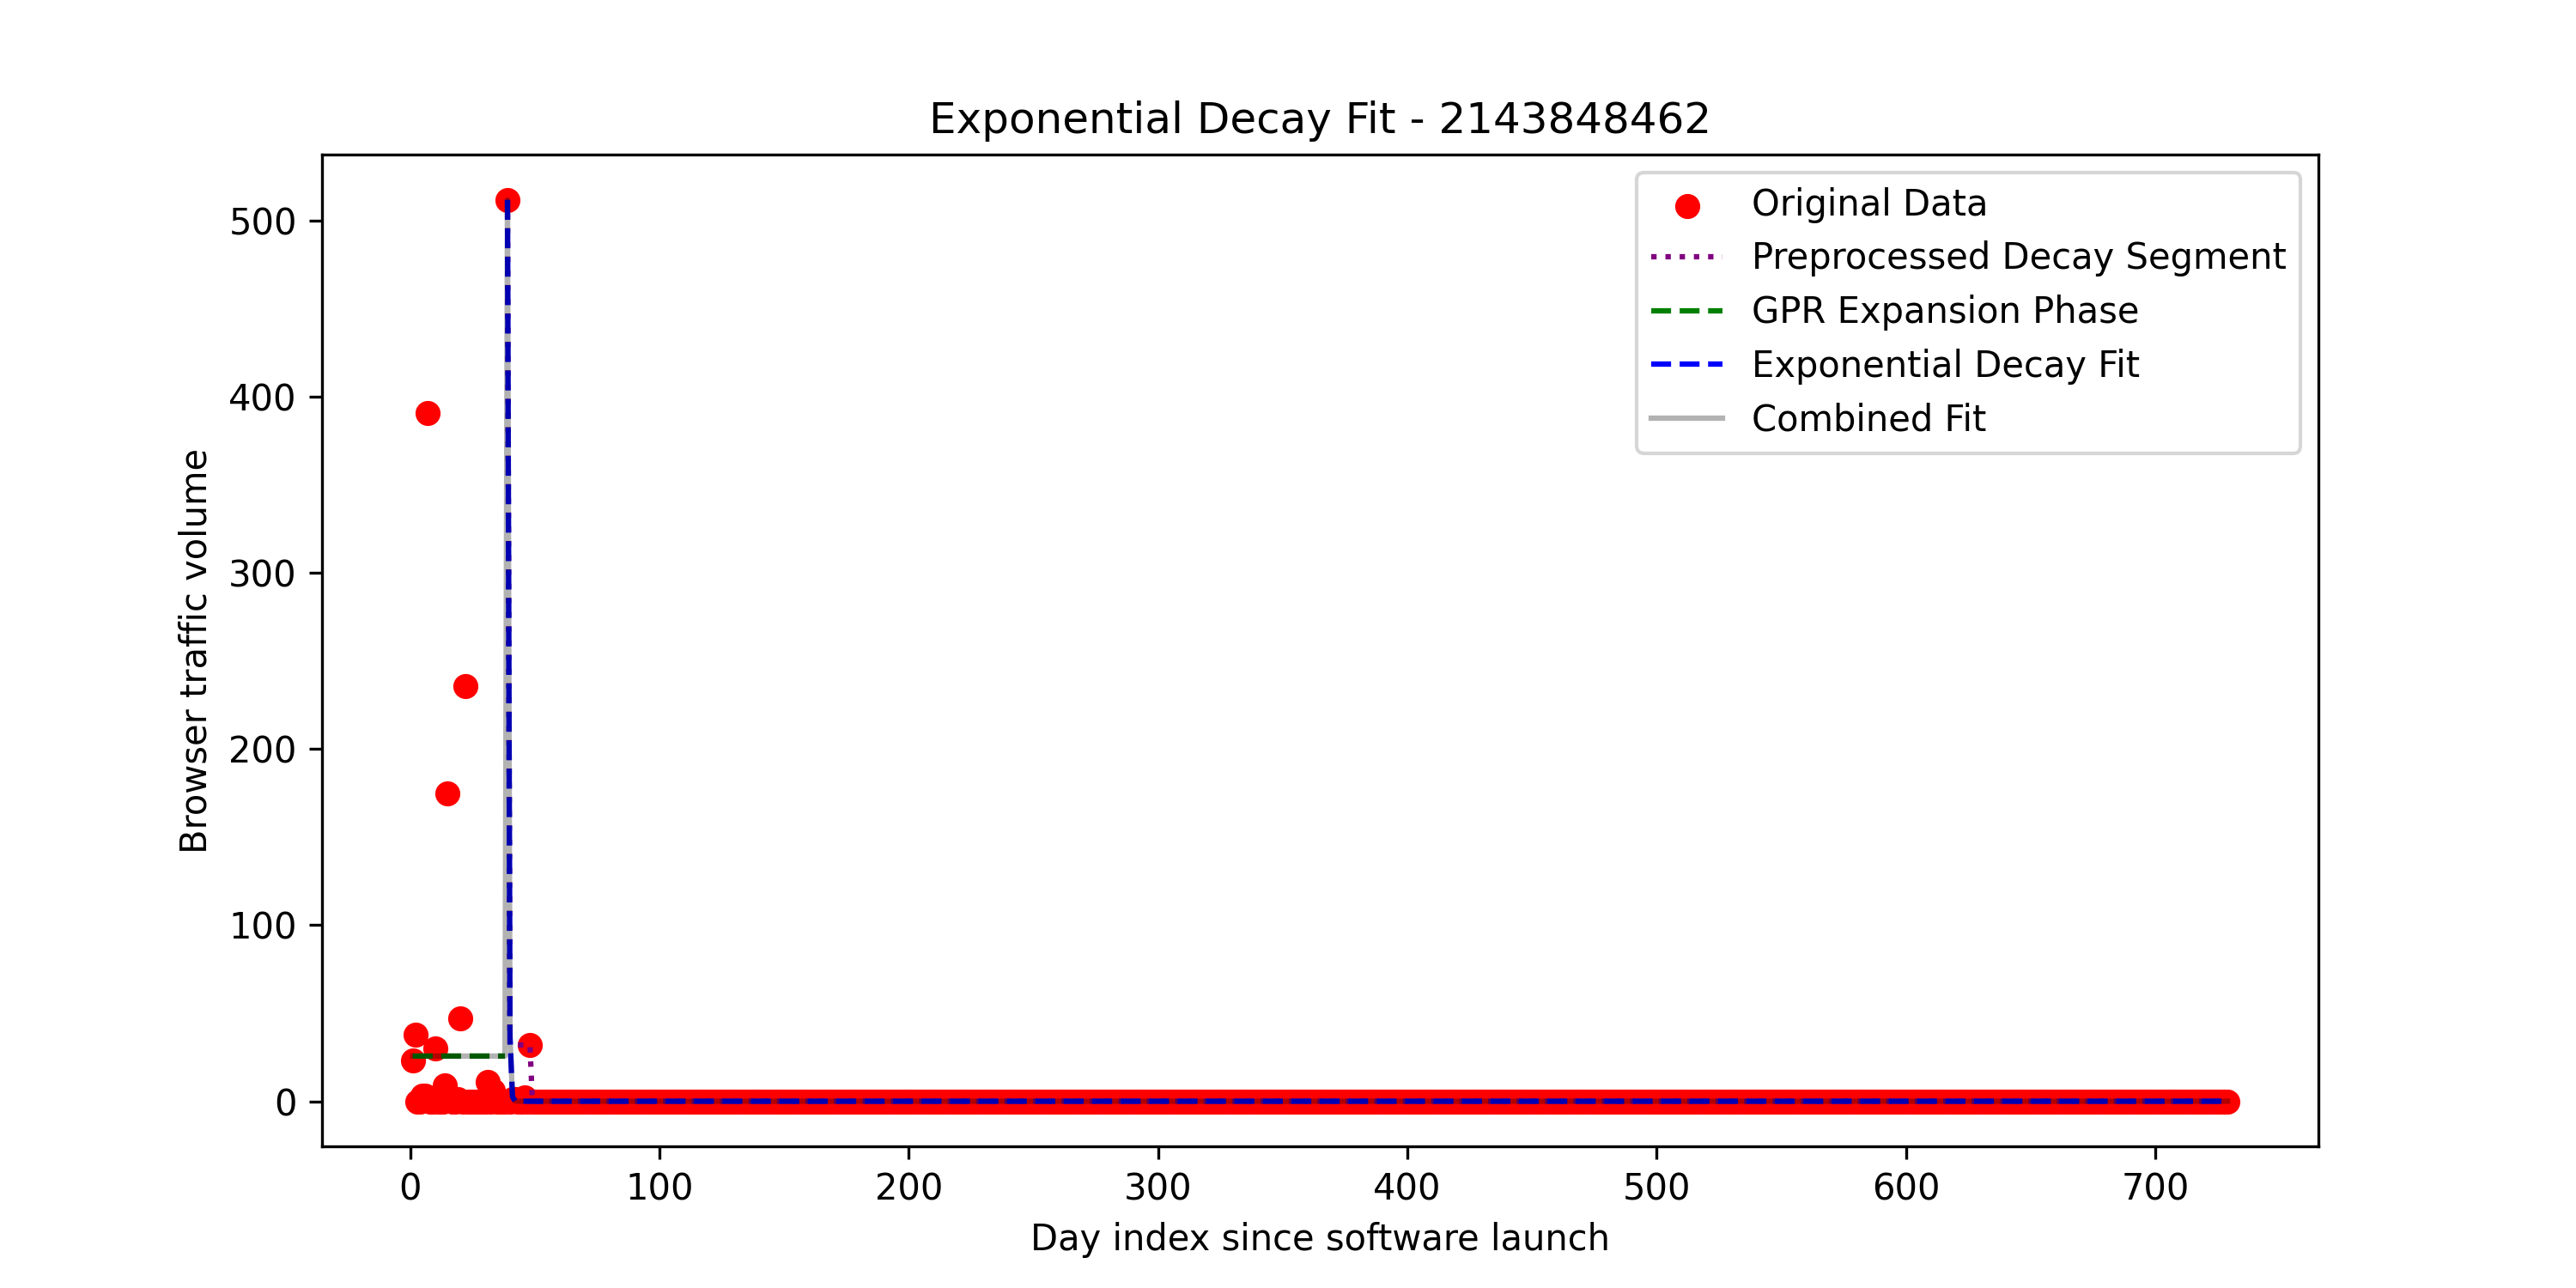 Exponential Decay Fit - 2143848462
Original Data
Preprocessed Decay Segment
GPR Expansion Phase
Exponential Decay Fit
Combined Fit
Browser traffic volume
500
400
300
200
100
0
0 100 200 300 400 500 600 700
Day index since software launch